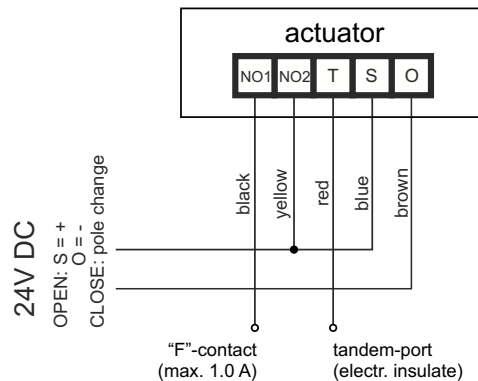 actuator
NO1 NO2 T S O
black
yellow
red
blue
brown
24V DC
OPEN: S = +
O = -
CLOSE: pole change
“F”-contact
(max. 1.0 A)
tandem-port
(electr. insulate)